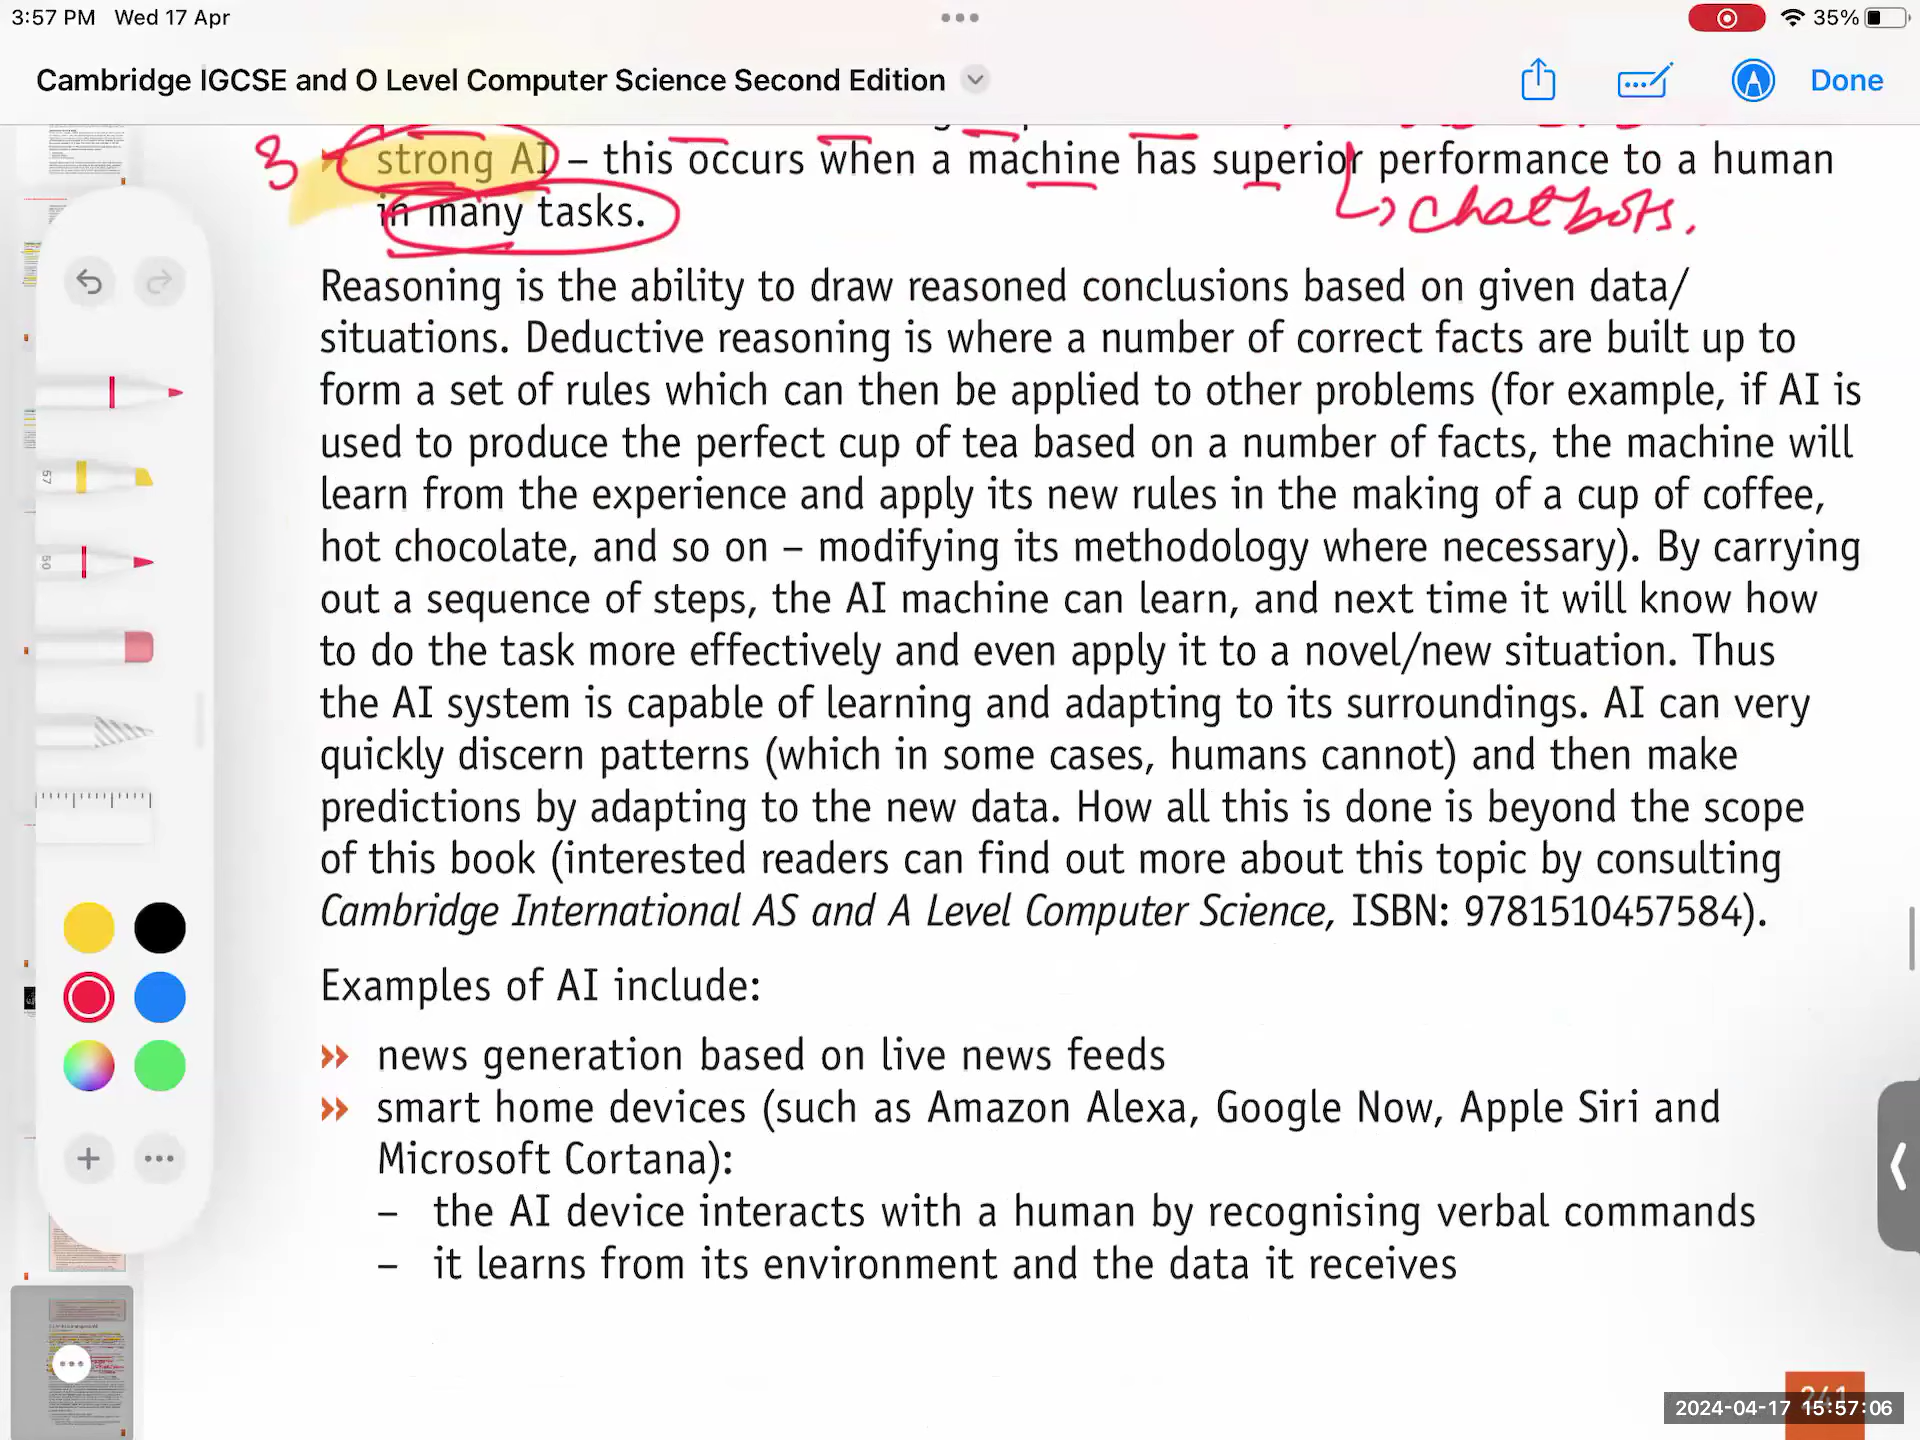 3:57 PM Wed 17 Apr
35%
Cambridge IGCSE and O Level Computer Science Second Edition
Done
3 strong AI – this occurs when a machine has superior performance to a human
in many tasks.
chatbots.
Reasoning is the ability to draw reasoned conclusions based on given data/
situations. Deductive reasoning is where a number of correct facts are built up to
form a set of rules which can then be applied to other problems (for example, if AI is
used to produce the perfect cup of tea based on a number of facts, the machine will
learn from the experience and apply its new rules in the making of a cup of coffee,
hot chocolate, and so on – modifying its methodology where necessary). By carrying
out a sequence of steps, the AI machine can learn, and next time it will know how
to do the task more effectively and even apply it to a novel/new situation. Thus
the AI system is capable of learning and adapting to its surroundings. AI can very
quickly discern patterns (which in some cases, humans cannot) and then make
predictions by adapting to the new data. How all this is done is beyond the scope
of this book (interested readers can find out more about this topic by consulting
Cambridge International AS and A Level Computer Science, ISBN: 9781510457584).
Examples of AI include:
» news generation based on live news feeds
» smart home devices (such as Amazon Alexa, Google Now, Apple Siri and
Microsoft Cortana):
– the AI device interacts with a human by recognising verbal commands
– it learns from its environment and the data it receives
57
50
241
2024-04-17 15:57:06